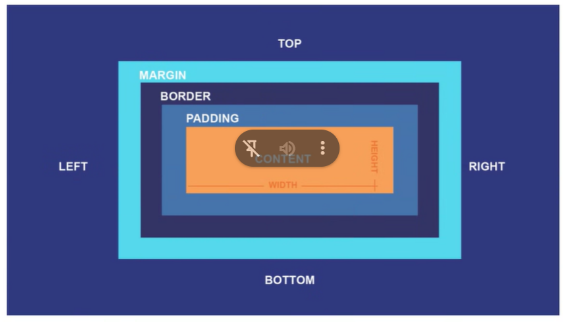 TOP
MARGIN
BORDER
PADDING
LEFT
CONTENT
HEIGHT
RIGHT
WIDTH
BOTTOM